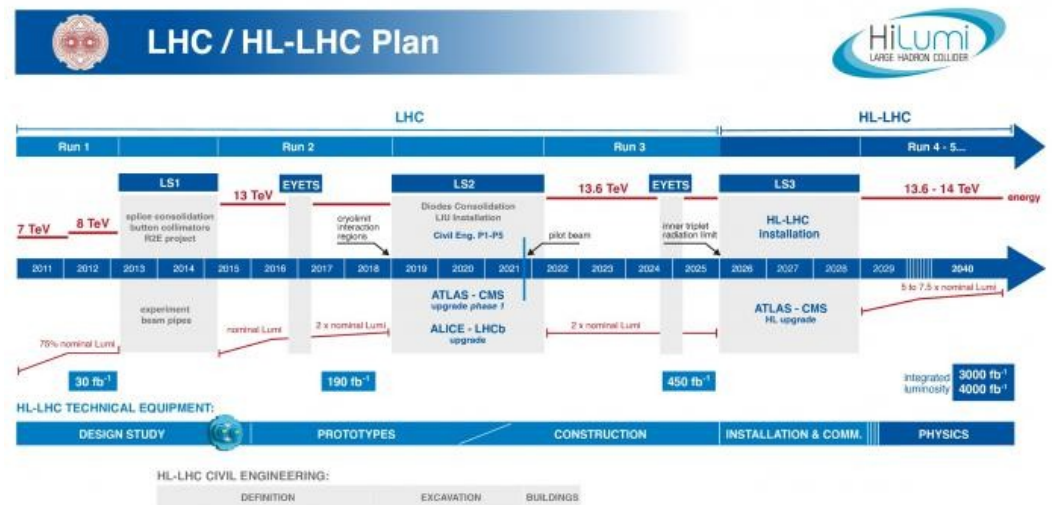 LHC / HL-LHC Plan
HiLumi
LARGE HADRON COLLIDER
LHC
HL-LHC
Run 1
Run 2
Run 3
Run 4 - 5...
LS1
EYETS
LS2
EYETS
LS3
7 TeV
8 TeV
13 TeV
13.6 TeV
13.6 - 14 TeV
energy
splice consolidation
button collimators
R2E project
cryolimit
interaction
regions
Diodes Consolidation
LIU Installation
Civil Eng. P1-P5
pilot beam
inner triplet
radiation limit
HL-LHC
installation
2011 2012 2013 2014 2015 2016 2017 2018 2019 2020 2021 2022 2023 2024 2025 2026 2027 2028 2029 2040
experiment
beam pipes
ATLAS - CMS
upgrade phase 1
ALICE - LHCb
upgrade
ATLAS - CMS
HL upgrade
75% nominal Lumi
nominal Lumi
2 x nominal Lumi
2 x nominal Lumi
5 to 7.5 x nominal Lumi
30 fb⁻¹
190 fb⁻¹
450 fb⁻¹
integrated
luminosity
3000 fb⁻¹
4000 fb⁻¹
HL-LHC TECHNICAL EQUIPMENT:
DESIGN STUDY
PROTOTYPES
CONSTRUCTION
INSTALLATION & COMM.
PHYSICS
HL-LHC CIVIL ENGINEERING:
DEFINITION
EXCAVATION
BUILDINGS